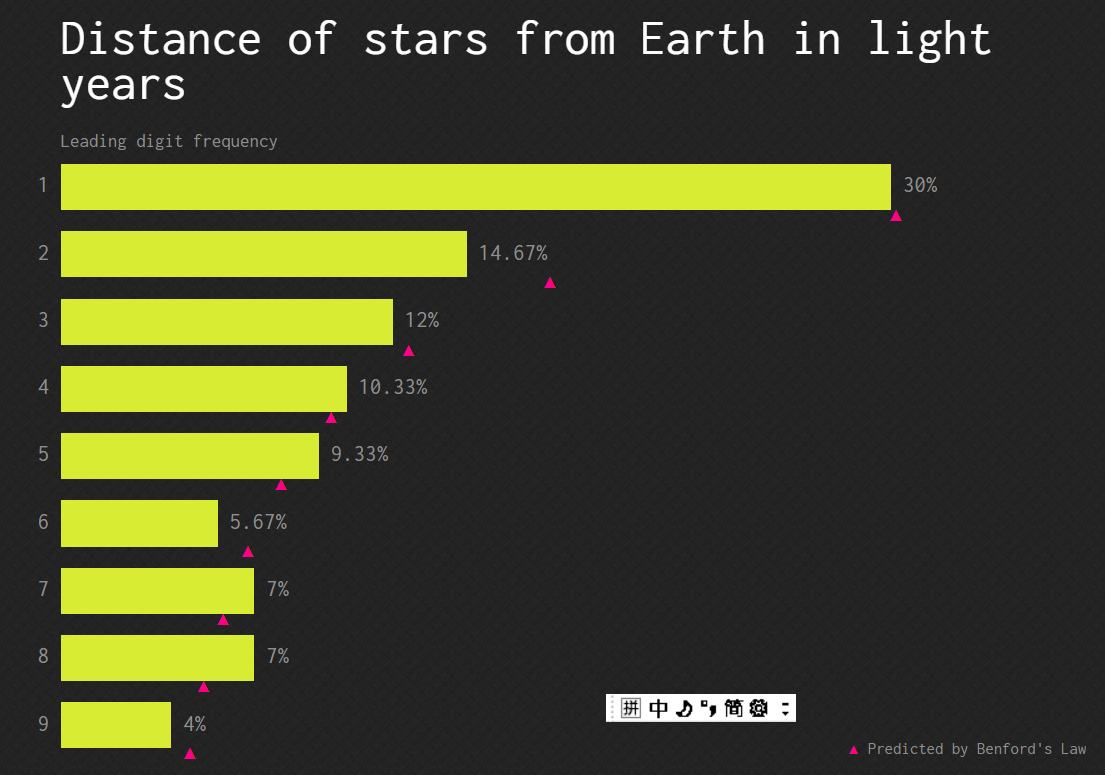 Distance of stars from Earth in light
years
Leading digit frequency
1 30%
2 14.67%
3 12%
4 10.33%
5 9.33%
6 5.67%
7 7%
8 7%
9 4%
拼 中 簡
▲ Predicted by Benford's Law